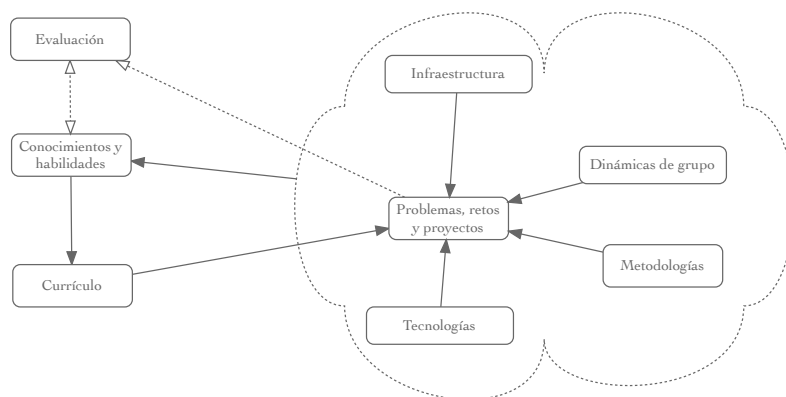 Evaluación
Infraestructura
Conocimientos y
habilidades
Dinámicas de grupo
Problemas, retos
y proyectos
Metodologías
Currículo
Tecnologías